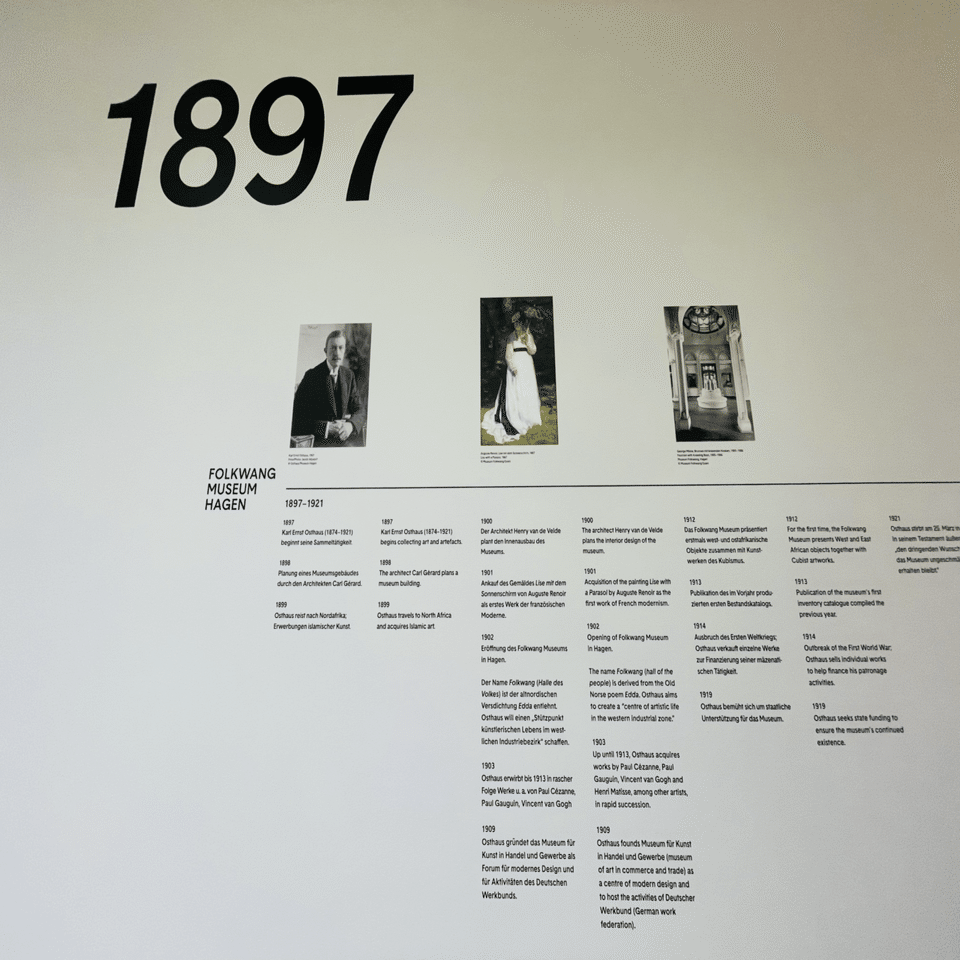 1897
FOLKWANG
MUSEUM
HAGEN
1897–1921
1897
Karl Ernst Osthaus (1874–1921)
beginnt seine Sammeltätigkeit
1898
Planung eines Museumsgebäudes
durch den Architekten Carl Gérard.
1899
Osthaus reist nach Nordafrika;
Erwerbungen islamischer Kunst.
1897
Karl Ernst Osthaus (1874–1921)
begins collecting art and artefacts.
1898
The architect Carl Gérard plans a
museum building.
1899
Osthaus travels to North Africa
and acquires Islamic art.
1900
Der Architekt Henry van de Velde
plant den Innenausbau des
Museums.
1901
Ankauf des Gemäldes Lise mit dem
Sonnenschirm von Auguste Renoir
als erstes Werk der französischen
Moderne.
1902
Eröffnung des Folkwang Museums
in Hagen.
Der Name Folkwang (Halle des
Volkes) ist der altnordischen
Versdichtung Edda entlehnt.
Osthaus will einen „Stützpunkt
künstlerischen Lebens im west-
lichen Industriebezirk“ schaffen.
1903
Osthaus erwirbt bis 1913 in rascher
Folge Werke u. a. von Paul Cézanne,
Paul Gauguin, Vincent van Gogh
1909
Osthaus gründet das Museum für
Kunst in Handel und Gewerbe als
Forum für modernes Design und
für Aktivitäten des Deutschen
Werkbunds.
1900
The architect Henry van de Velde
plans the interior design of the
museum.
1901
Acquisition of the painting Lise with
a Parasol by Auguste Renoir as the
first work of French modernism.
1902
Opening of Folkwang Museum
in Hagen.
The name Folkwang (hall of the
people) is derived from the Old
Norse poem Edda. Osthaus aims
to create a “centre of artistic life
in the western industrial zone.”
1903
Up until 1913, Osthaus acquires
works by Paul Cézanne, Paul
Gauguin, Vincent van Gogh and
Henri Matisse, among other artists,
in rapid succession.
1909
Osthaus founds Museum für Kunst
in Handel und Gewerbe (museum
of art in commerce and trade) as
a centre of modern design and
to host the activities of Deutscher
Werkbund (German work
federation).
1912
Das Folkwang Museum präsentiert
erstmals west- und ostafrikanische
Objekte zusammen mit Kunst-
werken des Kubismus.
1913
Publikation des im Vorjahr produ-
zierten ersten Bestandskatalogs.
1914
Ausbruch des Ersten Weltkriegs;
Osthaus verkauft einzelne Werke
zur Finanzierung seiner mäzenati-
schen Tätigkeit.
1919
Osthaus bemüht sich um staatliche
Unterstützung für das Museum.
1912
For the first time, the Folkwang
Museum presents West and East
African objects together with
Cubist artworks.
1913
Publication of the museum's first
inventory catalogue compiled the
previous year.
1914
Outbreak of the First World War;
Osthaus sells individual works
to help finance his patronage
activities.
1919
Osthaus seeks state funding to
ensure the museum's continued
existence.
1921
Osthaus stirbt am 25. März in
In seinem Testament
„den dringenden Wunsch
das Museum
erhalten bleibt“